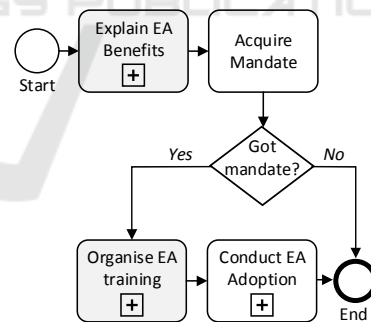 Explain EA
Benefits
Acquire
Mandate
Start
Got
mandate?
Yes
No
Organise EA
training
Conduct EA
Adoption
End